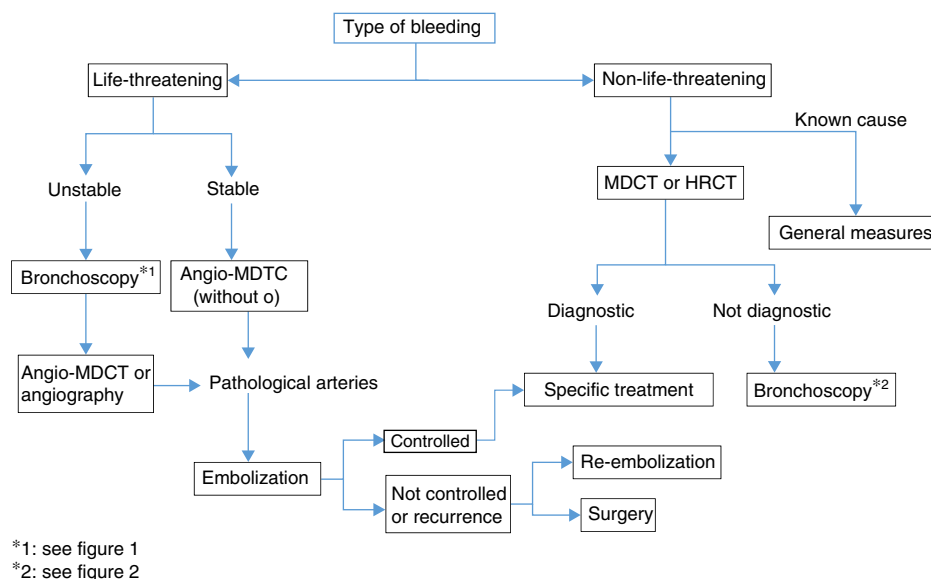 Type of bleeding
Life-threatening
Non-life-threatening
Known cause
Unstable
Stable
MDCT or HRCT
General measures
Bronchoscopy*1
Angio-MDTC
(without o)
Diagnostic
Not diagnostic
Angio-MDCT or
angiography
Pathological arteries
Specific treatment
Bronchoscopy*2
Controlled
Embolization
Not controlled
or recurrence
Re-embolization
Surgery
*1: see figure 1
*2: see figure 2